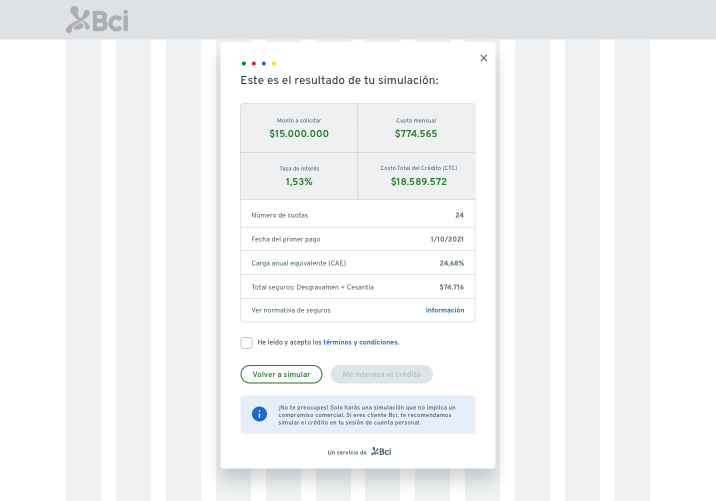 Bci
Este es el resultado de tu simulación:
Monto a solicitar
$15.000.000
Cuota mensual
$774.565
Tasa de interés
1,53%
Costo Total del Crédito (CTC)
$18.589.572
Número de cuotas 24
Fecha del primer pago 1/10/2021
Carga anual equivalente (CAE) 24,68%
Total seguros: Desgravamen + Cesantía $74.716
Ver normativa de seguros Información
He leído y acepto los términos y condiciones.
Volver a simular Me interesa el crédito
¡No te preocupes! Solo harás una simulación que no implica un
compromiso comercial. Si eres cliente Bci, te recomendamos
simular el crédito en tu sesión de cuenta personal.
Un servicio de Bci